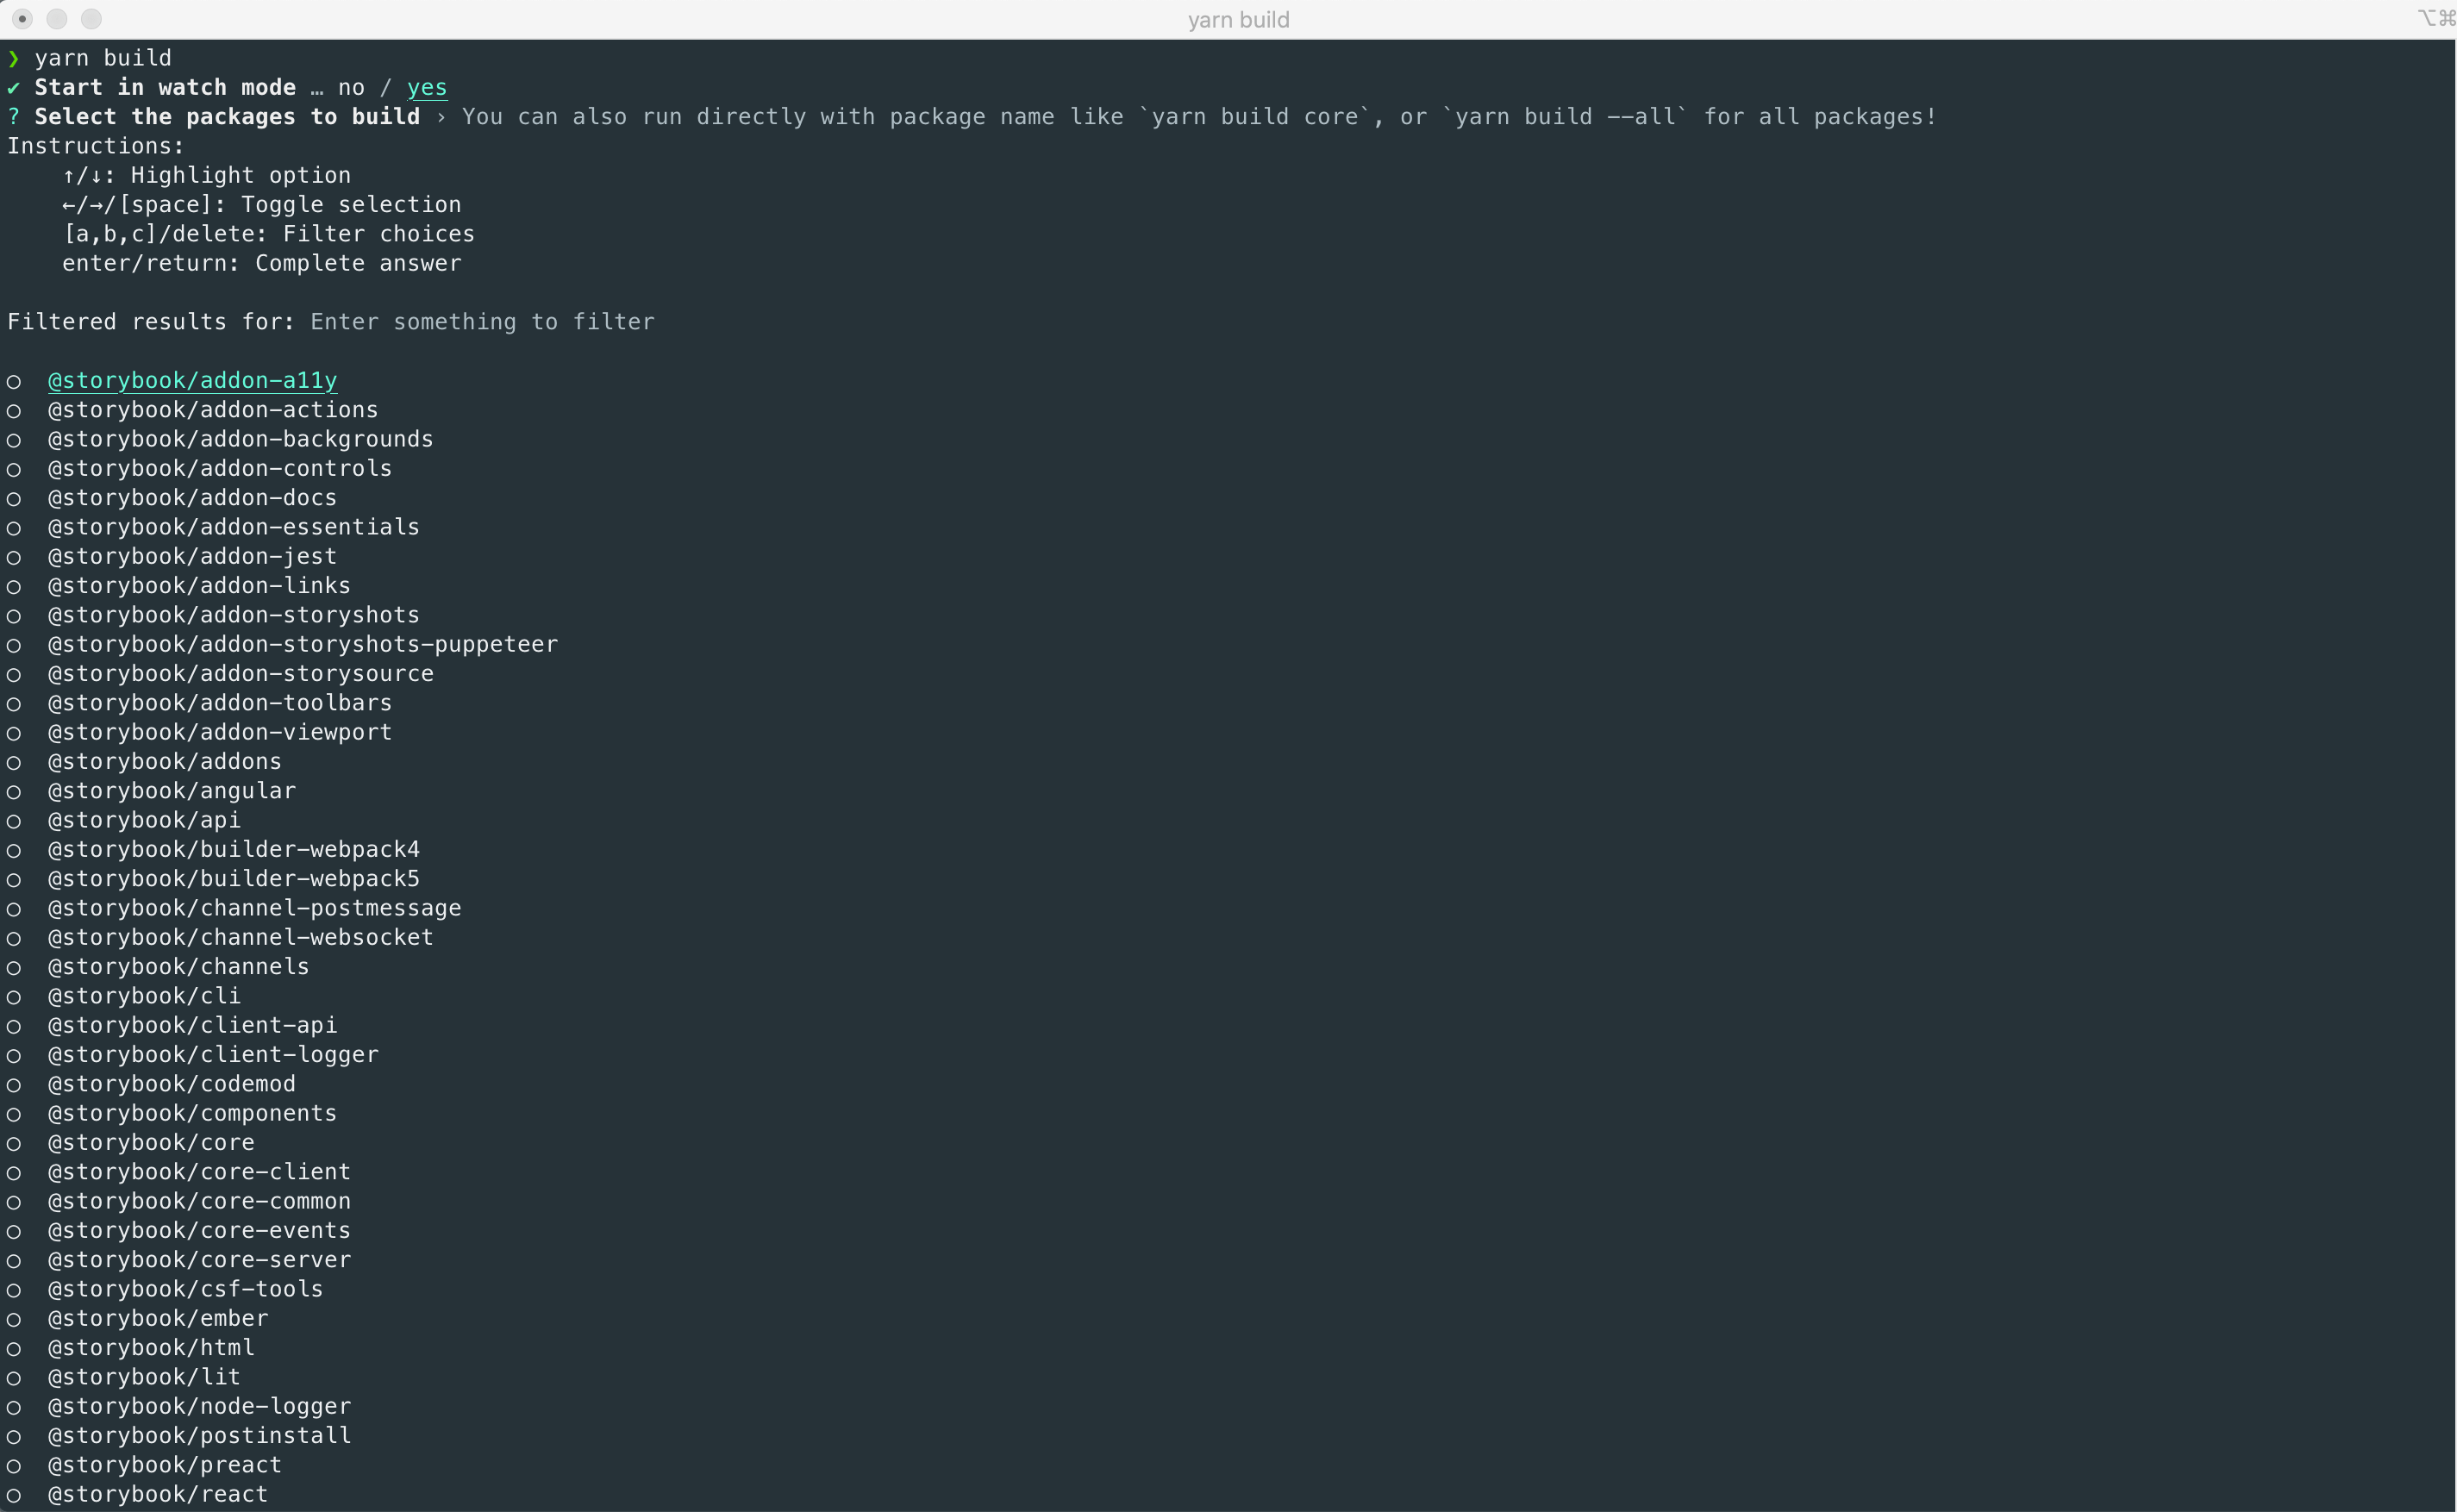 yarn build
⌥⌘
❯ yarn build
✔ Start in watch mode … no / yes
? Select the packages to build › You can also run directly with package name like `yarn build core`, or `yarn build --all` for all packages!
Instructions:
↑/↓: Highlight option
←/→/[space]: Toggle selection
[a,b,c]/delete: Filter choices
enter/return: Complete answer
Filtered results for: Enter something to filter
◯ @storybook/addon-a11y
◯ @storybook/addon-actions
◯ @storybook/addon-backgrounds
◯ @storybook/addon-controls
◯ @storybook/addon-docs
◯ @storybook/addon-essentials
◯ @storybook/addon-jest
◯ @storybook/addon-links
◯ @storybook/addon-storyshots
◯ @storybook/addon-storyshots-puppeteer
◯ @storybook/addon-storysource
◯ @storybook/addon-toolbars
◯ @storybook/addon-viewport
◯ @storybook/addons
◯ @storybook/angular
◯ @storybook/api
◯ @storybook/builder-webpack4
◯ @storybook/builder-webpack5
◯ @storybook/channel-postmessage
◯ @storybook/channel-websocket
◯ @storybook/channels
◯ @storybook/cli
◯ @storybook/client-api
◯ @storybook/client-logger
◯ @storybook/codemod
◯ @storybook/components
◯ @storybook/core
◯ @storybook/core-client
◯ @storybook/core-common
◯ @storybook/core-events
◯ @storybook/core-server
◯ @storybook/csf-tools
◯ @storybook/ember
◯ @storybook/html
◯ @storybook/lit
◯ @storybook/node-logger
◯ @storybook/postinstall
◯ @storybook/preact
◯ @storybook/react